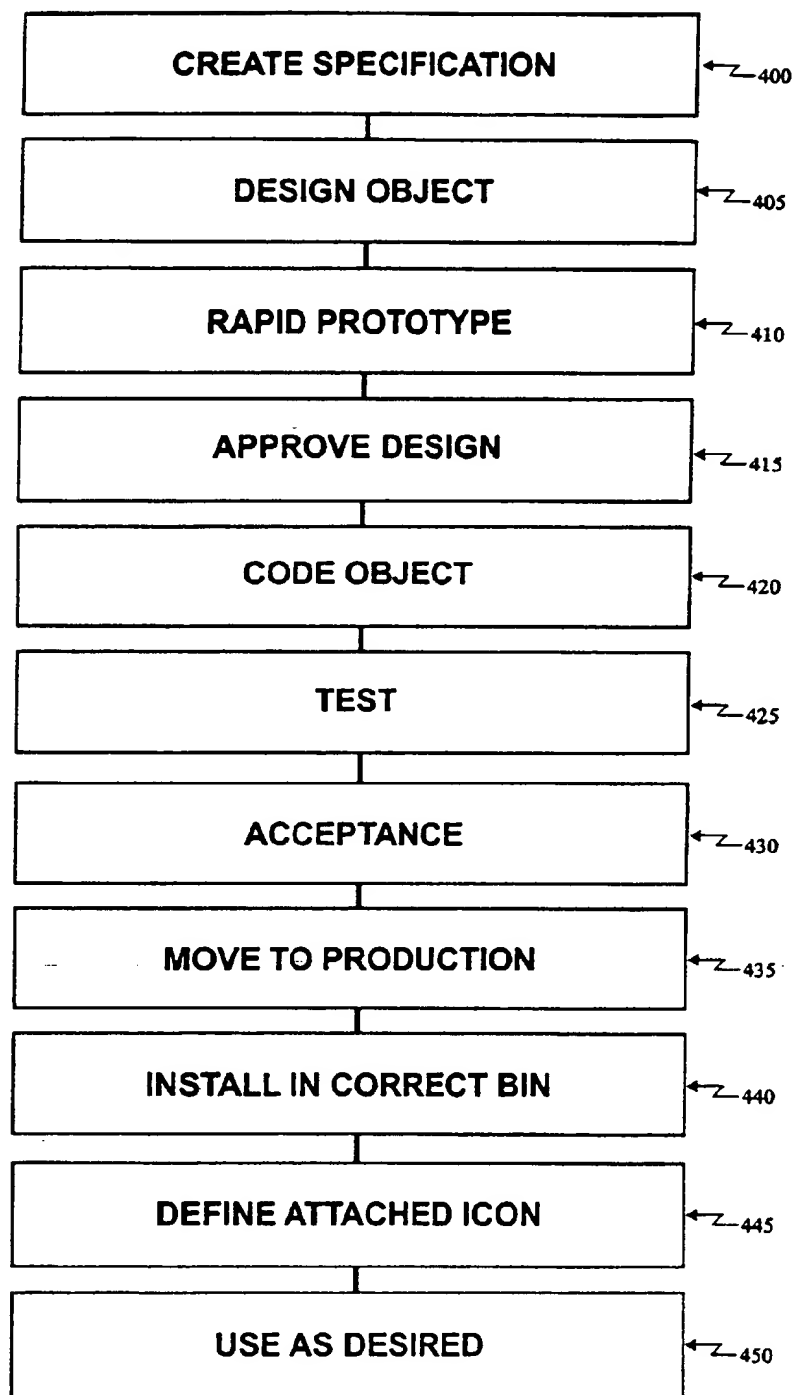 CREATE SPECIFICATION
400
DESIGN OBJECT
405
RAPID PROTOTYPE
410
APPROVE DESIGN
415
CODE OBJECT
420
TEST
425
ACCEPTANCE
430
MOVE TO PRODUCTION
435
INSTALL IN CORRECT BIN
440
DEFINE ATTACHED ICON
445
USE AS DESIRED
450